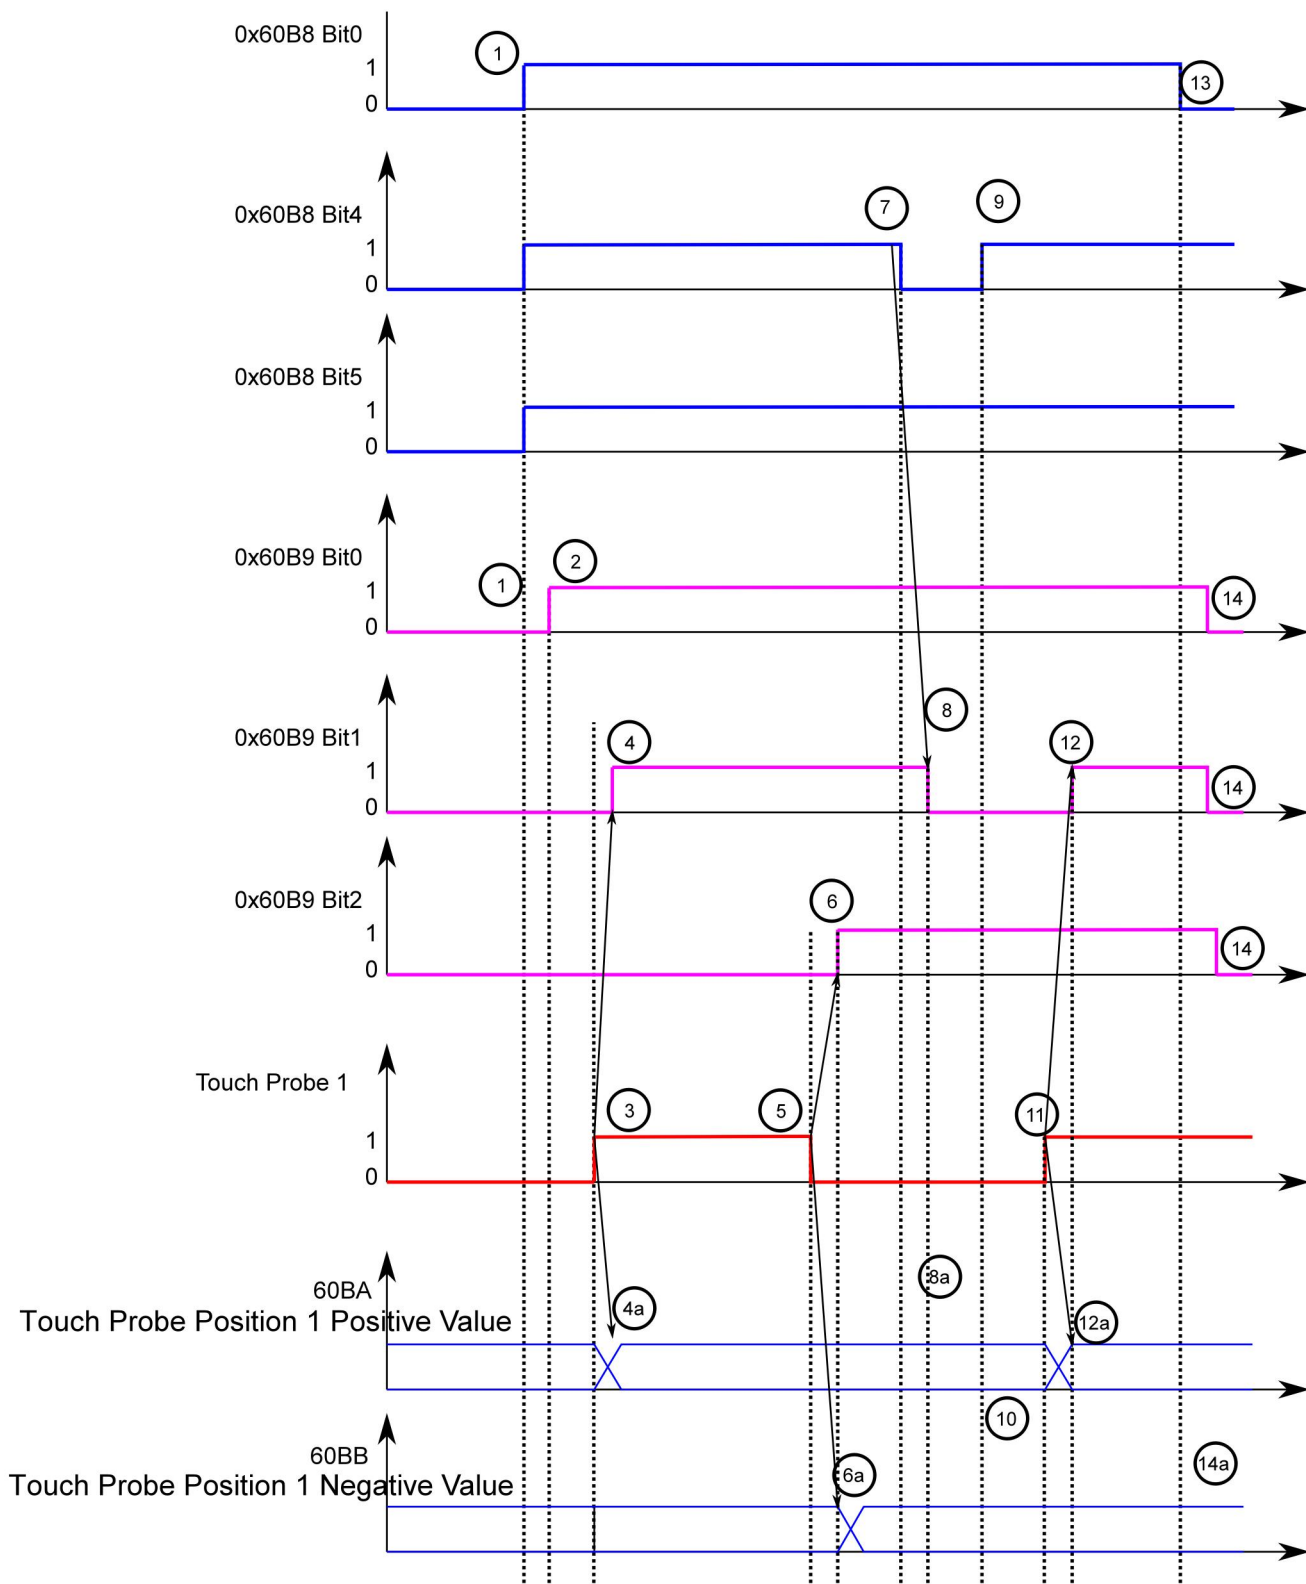 0x60B8 Bit0
1
1
0
13
0x60B8 Bit4
7
9
1
0
0x60B8 Bit5
1
0
0x60B9 Bit0
2
1
1
14
0
0x60B9 Bit1
4
8
12
1
14
0
0x60B9 Bit2
6
1
14
0
Touch Probe 1
3
5
11
1
0
60BA
8a
Touch Probe Position 1 Positive Value
4a
12a
10
60BB
14a
Touch Probe Position 1 Negative Value
6a